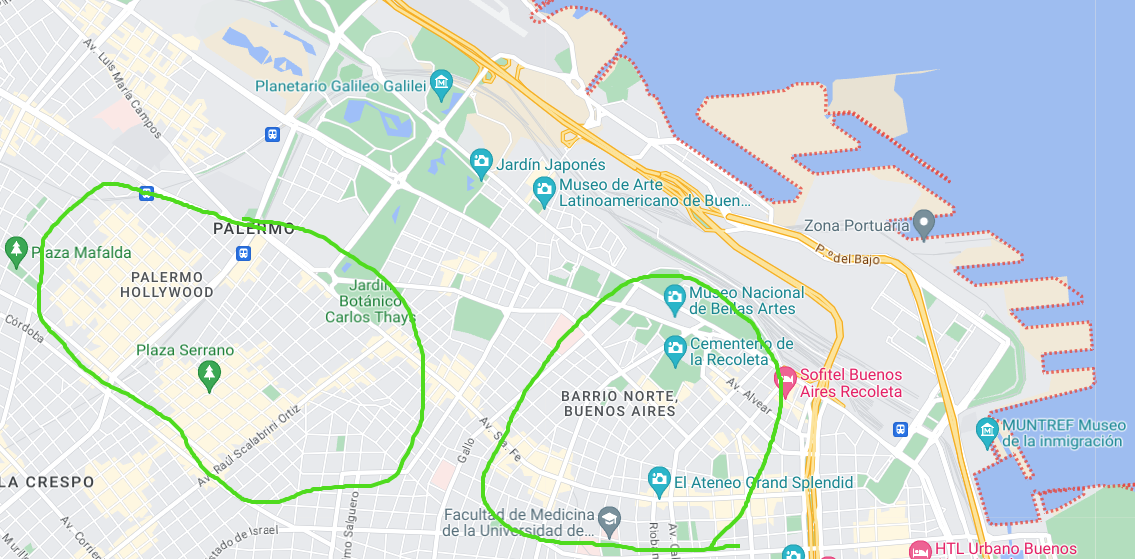 Av. Luis María Campos
Planetario Galileo Galilei
Jardín Japonés
Museo de Arte
Latinoamericano de Buen...
Zona Portuaria
P.º del Bajo
PALERMO
Plaza Mafalda
PALERMO
HOLLYWOOD
Jardín
Botánico
Carlos Thays
Museo Nacional
de Bellas Artes
Córdoba
Plaza Serrano
Cementerio de
la Recoleta
Av. Alvear
Sofitel Buenos
Aires Recoleta
BARRIO NORTE,
BUENOS AIRES
Av. Raúl Scalabrini Ortiz
Av. Sta. Fe
Gallo
MUNTREF Museo
de la inmigración
LA CRESPO
El Ateneo Grand Splendid
Facultad de Medicina
de la Universidad de...
Av. Corrien
Estado de Israel
mo Salguero
Rioban
Av. Cal
Murillo
HTL Urbano Buenos